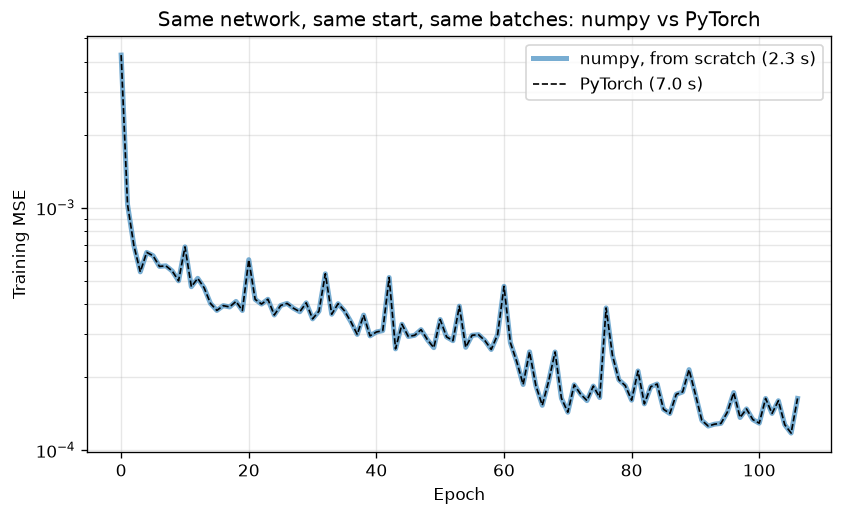 Same network, same start, same batches: numpy vs PyTorch
numpy, from scratch (2.3 s)
PyTorch (7.0 s)
Training MSE
10⁻³
10⁻⁴
0 20 40 60 80 100
Epoch